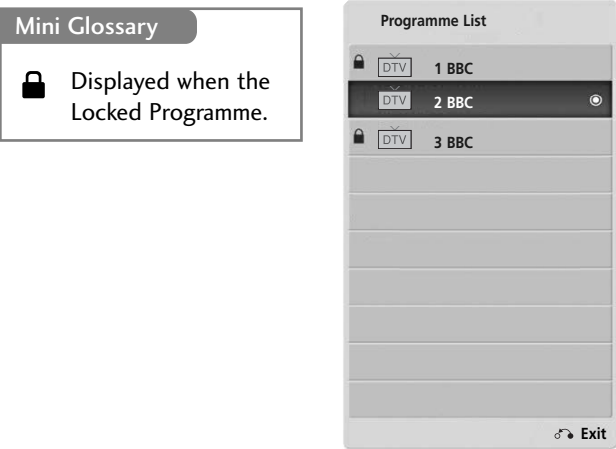 Mini Glossary
Displayed when the
Locked Programme.
Programme List
DTV 1 BBC
DTV 2 BBC
DTV 3 BBC
Exit